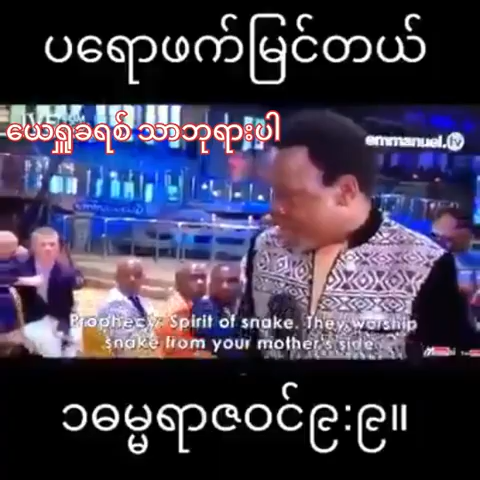 ပရောဖက်မြင်တယ်
ယေရှူခရစ် သာဘုရားပါ
emmanuel.tv
Prophecy: Spirit of snake. They worship
snake from your mother's side.
၁ဓမ္မရာဇဝင်၉:၉။